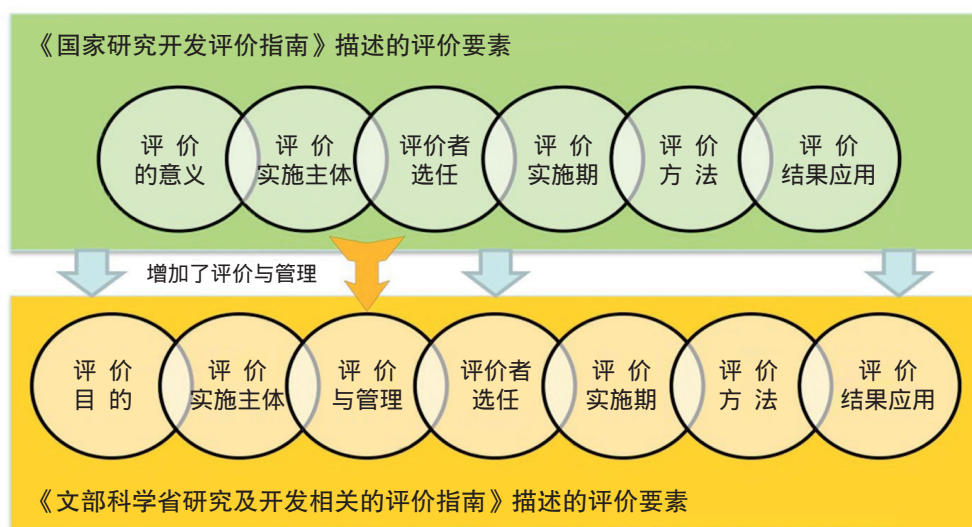 《国家研究开发评价指南》描述的评价要素
评 价
的意义
评 价
实施主体
评价者
选任
评 价
实施期
评 价
方 法
评 价
结果应用
增加了评价与管理
评 价
目 的
评 价
实施主体
评 价
与管理
评价者
选任
评 价
实施期
评 价
方 法
评 价
结果应用
《文部科学省研究及开发相关的评价指南》描述的评价要素